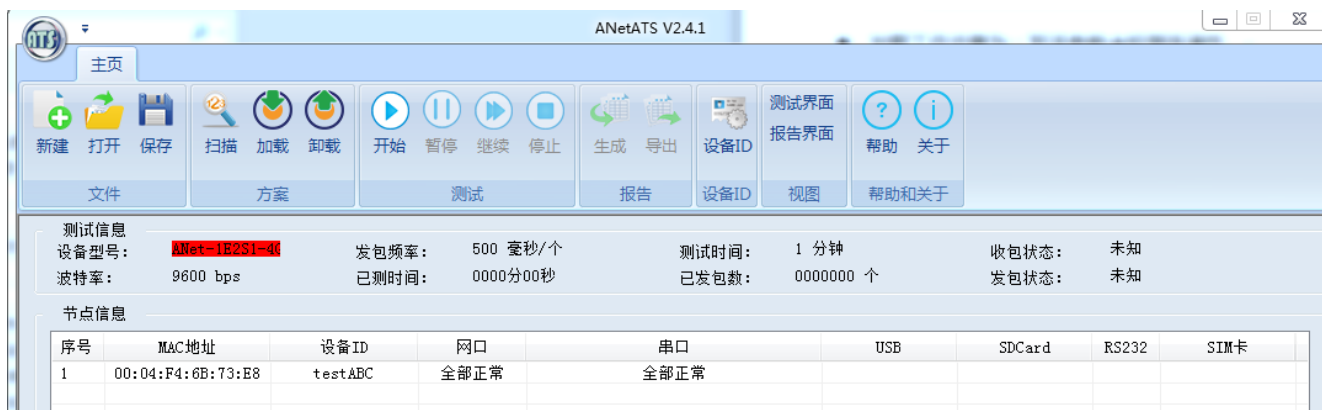 ATS
ANetATS V2.4.1
主页
新建 打开 保存 扫描 加载 卸载 开始 暂停 继续 停止 生成 导出 设备ID 测试界面 帮助 关于
报告界面
文件 方案 测试 报告 设备ID 视图 帮助和关于
测试信息
设备型号: ANet-1E2S1-4G 发包频率: 500 毫秒/个 测试时间: 1 分钟 收包状态: 未知
波特率: 9600 bps 已测时间: 0000分00秒 已发包数: 0000000 个 发包状态: 未知
节点信息
序号 MAC地址 设备ID 网口 串口 USB SDCard RS232 SIM卡
1 00:04:F4:6B:73:E8 testABC 全部正常 全部正常